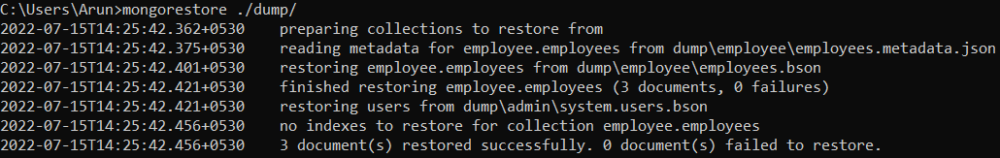 C:\Users\Arun>mongorestore ./dump/
2022-07-15T14:25:42.362+0530    preparing collections to restore from
2022-07-15T14:25:42.375+0530    reading metadata for employee.employees from dump\employee\employees.metadata.json
2022-07-15T14:25:42.401+0530    restoring employee.employees from dump\employee\employees.bson
2022-07-15T14:25:42.421+0530    finished restoring employee.employees (3 documents, 0 failures)
2022-07-15T14:25:42.421+0530    restoring users from dump\admin\system.users.bson
2022-07-15T14:25:42.456+0530    no indexes to restore for collection employee.employees
2022-07-15T14:25:42.456+0530    3 document(s) restored successfully. 0 document(s) failed to restore.